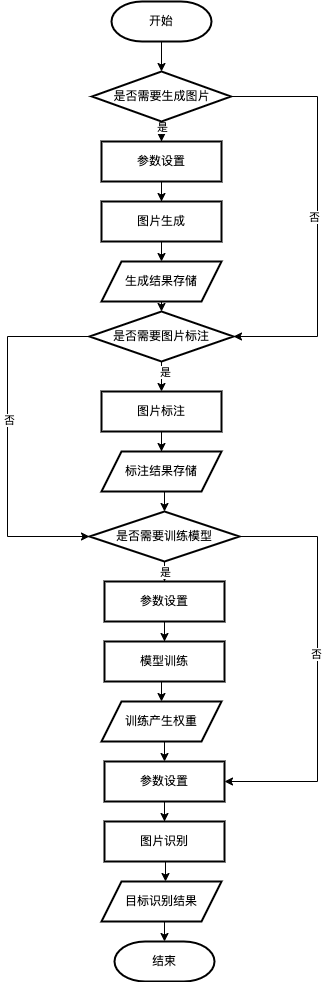 开始
是否需要生成图片
是
参数设置
否
图片生成
生成结果存储
是否需要图片标注
是
图片标注
否
标注结果存储
是否需要训练模型
是
参数设置
模型训练
否
训练产生权重
参数设置
图片识别
目标识别结果
结束